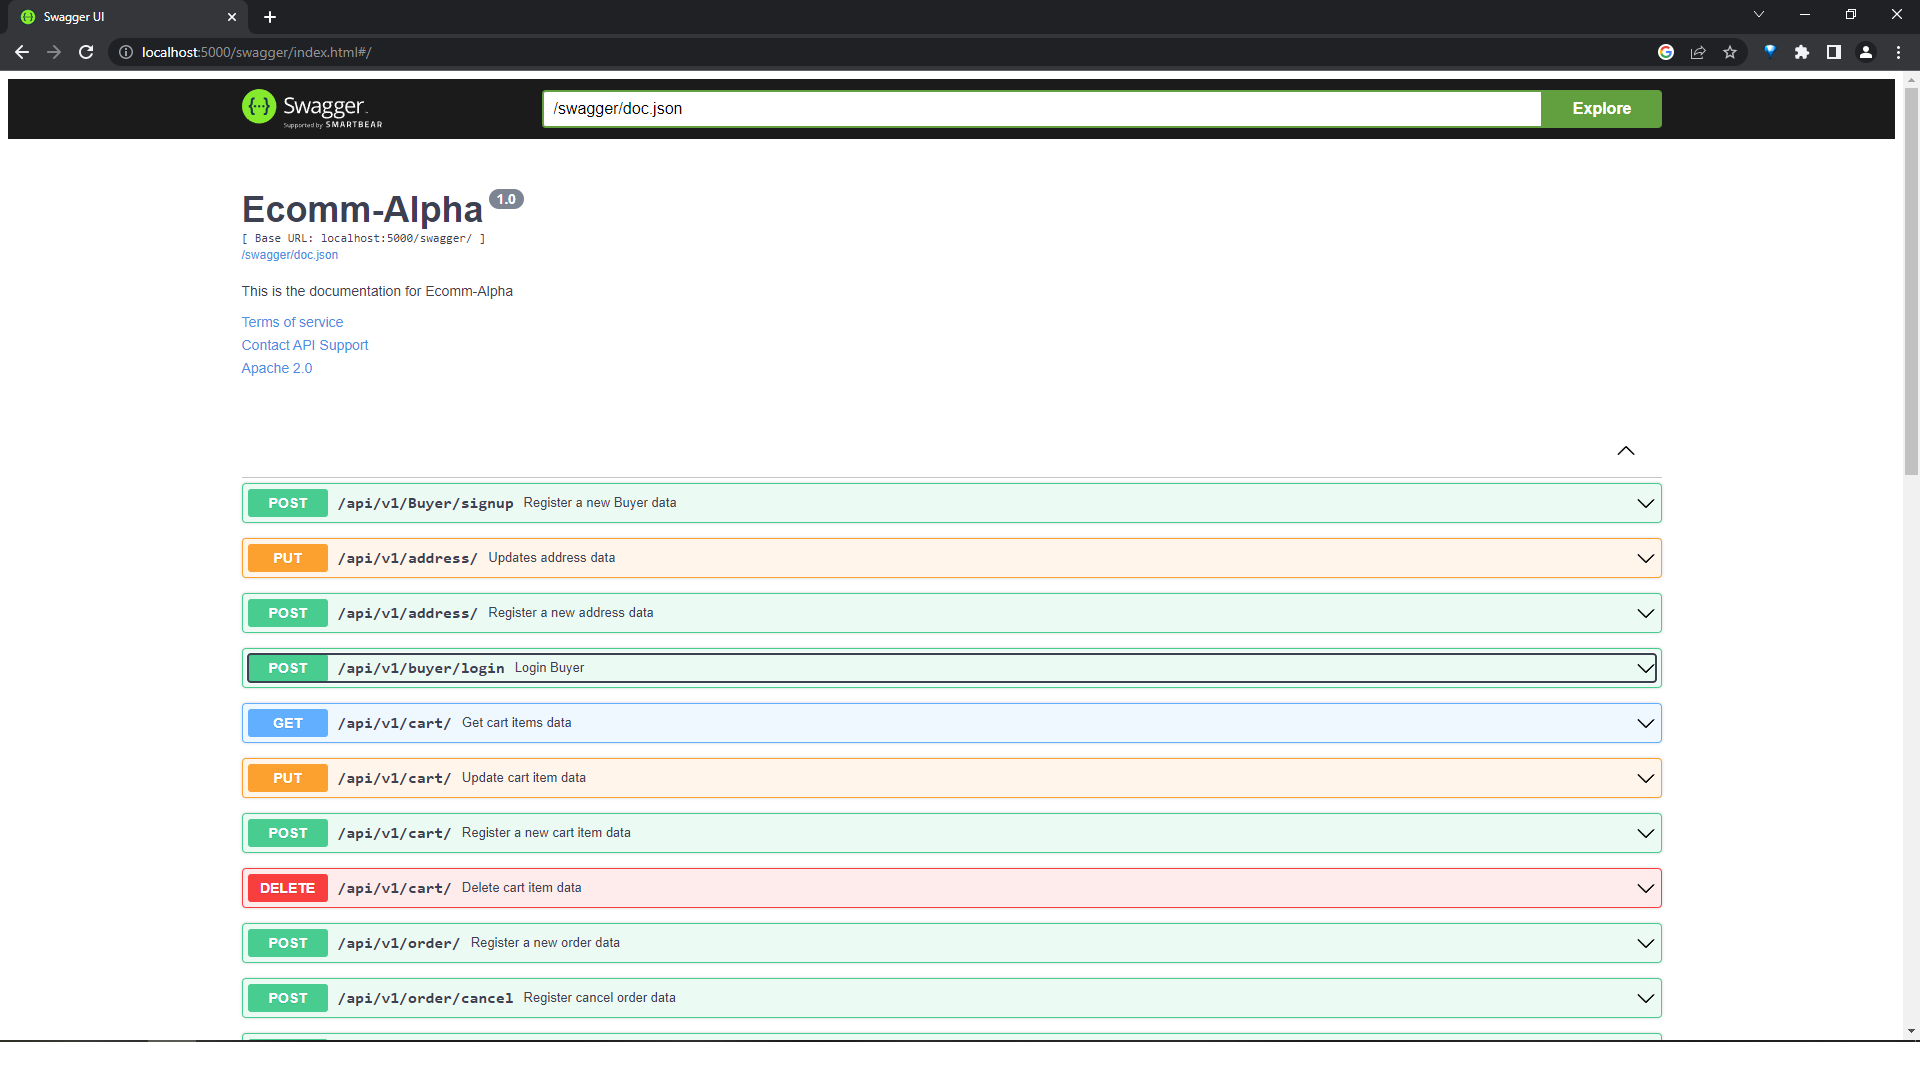 Swagger UI
localhost:5000/swagger/index.html#/
Swagger
Supported by SMARTBEAR
/swagger/doc.json
Explore
Ecomm-Alpha 1.0
[ Base URL: localhost:5000/swagger/ ]
/swagger/doc.json
This is the documentation for Ecomm-Alpha
Terms of service
Contact API Support
Apache 2.0
POST /api/v1/Buyer/signup Register a new Buyer data
PUT /api/v1/address/ Updates address data
POST /api/v1/address/ Register a new address data
POST /api/v1/buyer/login Login Buyer
GET /api/v1/cart/ Get cart items data
PUT /api/v1/cart/ Update cart item data
POST /api/v1/cart/ Register a new cart item data
DELETE /api/v1/cart/ Delete cart item data
POST /api/v1/order/ Register a new order data
POST /api/v1/order/cancel Register cancel order data